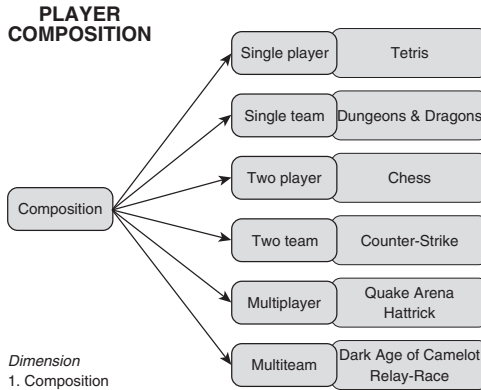 PLAYER
COMPOSITION
Single player
Tetris
Single team
Dungeons & Dragons
Two player
Chess
Composition
Two team
Counter-Strike
Multiplayer
Quake Arena
Hattrick
Multiteam
Dark Age of Camelot
Relay-Race
Dimension
1. Composition